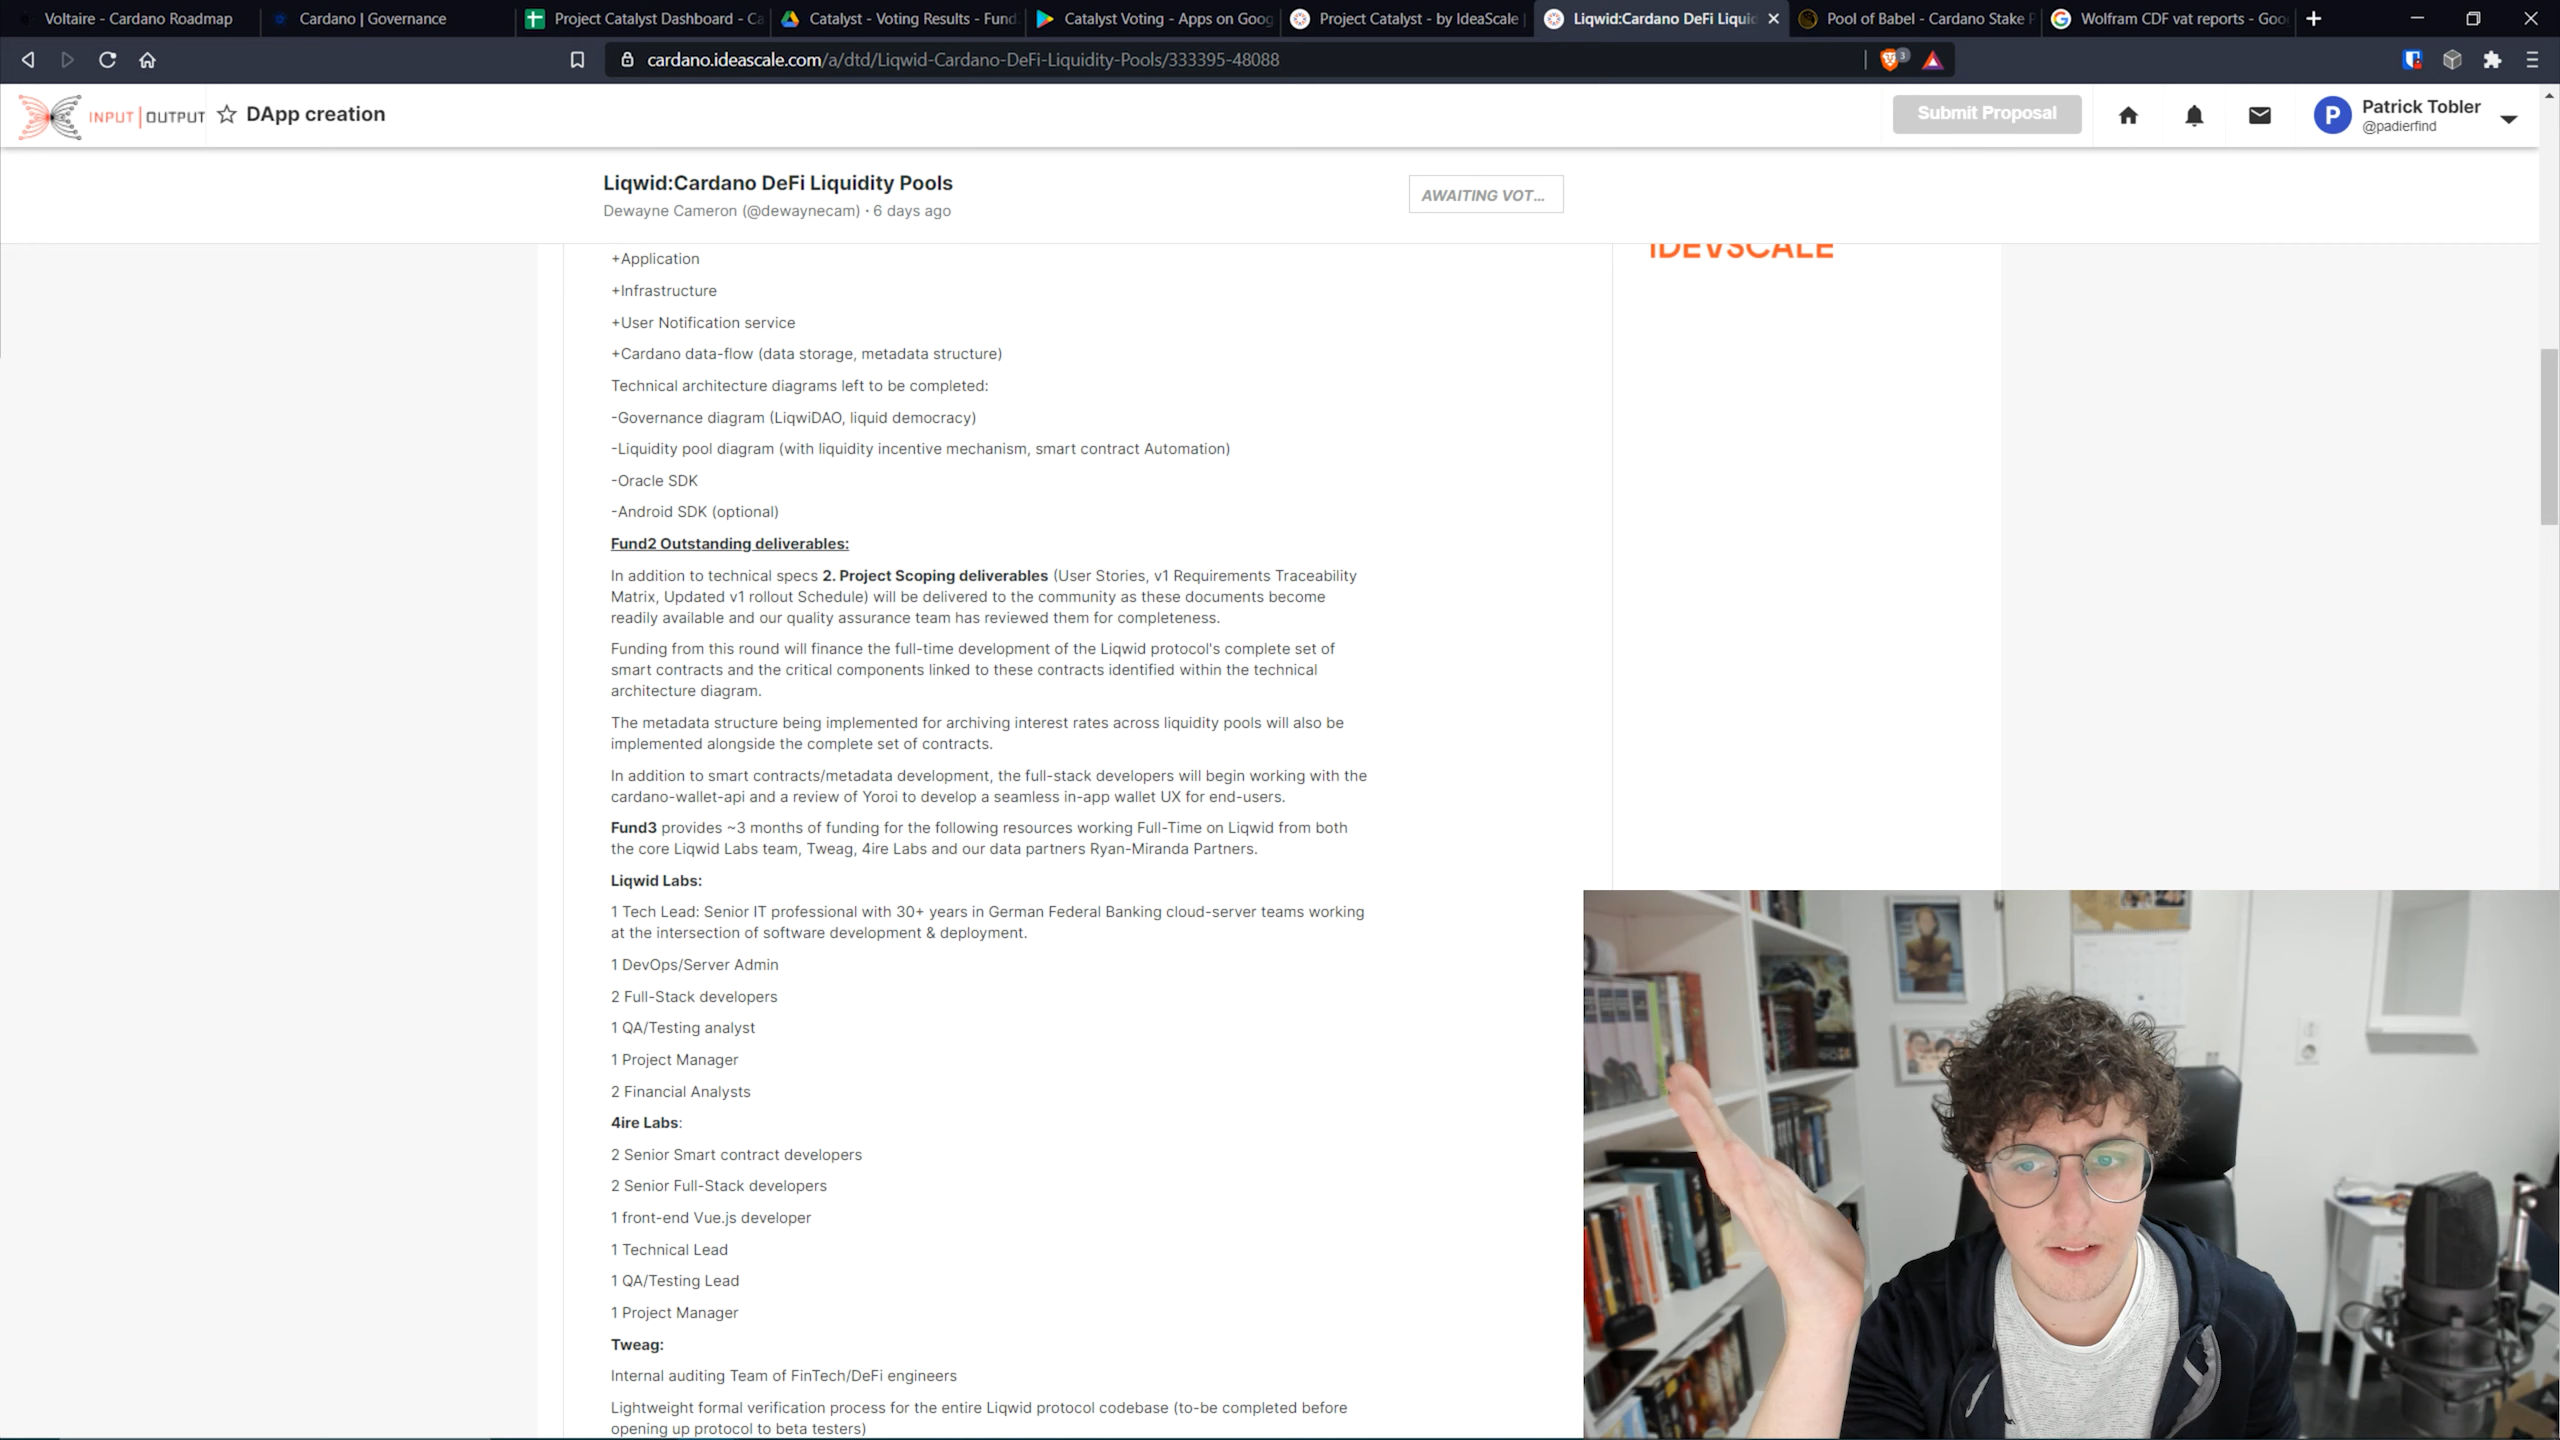 Voltaire - Cardano Roadmap
Cardano | Governance
Project Catalyst Dashboard - Ca
Catalyst - Voting Results - Fund
Catalyst Voting - Apps on Goog
Project Catalyst - by IdeaScale
Liqwid:Cardano DeFi Liquid
Pool of Babel - Cardano Stake P
Wolfram CDF vat reports - Goo
cardano.ideascale.com/a/dtd/Liqwid-Cardano-DeFi-Liquidity-Pools/333395-48088
3
INPUT | OUTPUT
DApp creation
Submit Proposal
P
Patrick Tobler
@padierfind
Liqwid:Cardano DeFi Liquidity Pools
Dewayne Cameron (@dewaynecam) · 6 days ago
AWAITING VOT...
IDEVSCALE
+Application
+Infrastructure
+User Notification service
+Cardano data-flow (data storage, metadata structure)
Technical architecture diagrams left to be completed:
-Governance diagram (LiqwiDAO, liquid democracy)
-Liquidity pool diagram (with liquidity incentive mechanism, smart contract Automation)
-Oracle SDK
-Android SDK (optional)
Fund2 Outstanding deliverables:
In addition to technical specs 2. Project Scoping deliverables (User Stories, v1 Requirements Traceability
Matrix, Updated v1 rollout Schedule) will be delivered to the community as these documents become
readily available and our quality assurance team has reviewed them for completeness.
Funding from this round will finance the full-time development of the Liqwid protocol's complete set of
smart contracts and the critical components linked to these contracts identified within the technical
architecture diagram.
The metadata structure being implemented for archiving interest rates across liquidity pools will also be
implemented alongside the complete set of contracts.
In addition to smart contracts/metadata development, the full-stack developers will begin working with the
cardano-wallet-api and a review of Yoroi to develop a seamless in-app wallet UX for end-users.
Fund3 provides ~3 months of funding for the following resources working Full-Time on Liqwid from both
the core Liqwid Labs team, Tweag, 4ire Labs and our data partners Ryan-Miranda Partners.
Liqwid Labs:
1 Tech Lead: Senior IT professional with 30+ years in German Federal Banking cloud-server teams working
at the intersection of software development & deployment.
1 DevOps/Server Admin
2 Full-Stack developers
1 QA/Testing analyst
1 Project Manager
2 Financial Analysts
4ire Labs:
2 Senior Smart contract developers
2 Senior Full-Stack developers
1 front-end Vue.js developer
1 Technical Lead
1 QA/Testing Lead
1 Project Manager
Tweag:
Internal auditing Team of FinTech/DeFi engineers
Lightweight formal verification process for the entire Liqwid protocol codebase (to-be completed before
opening up protocol to beta testers)